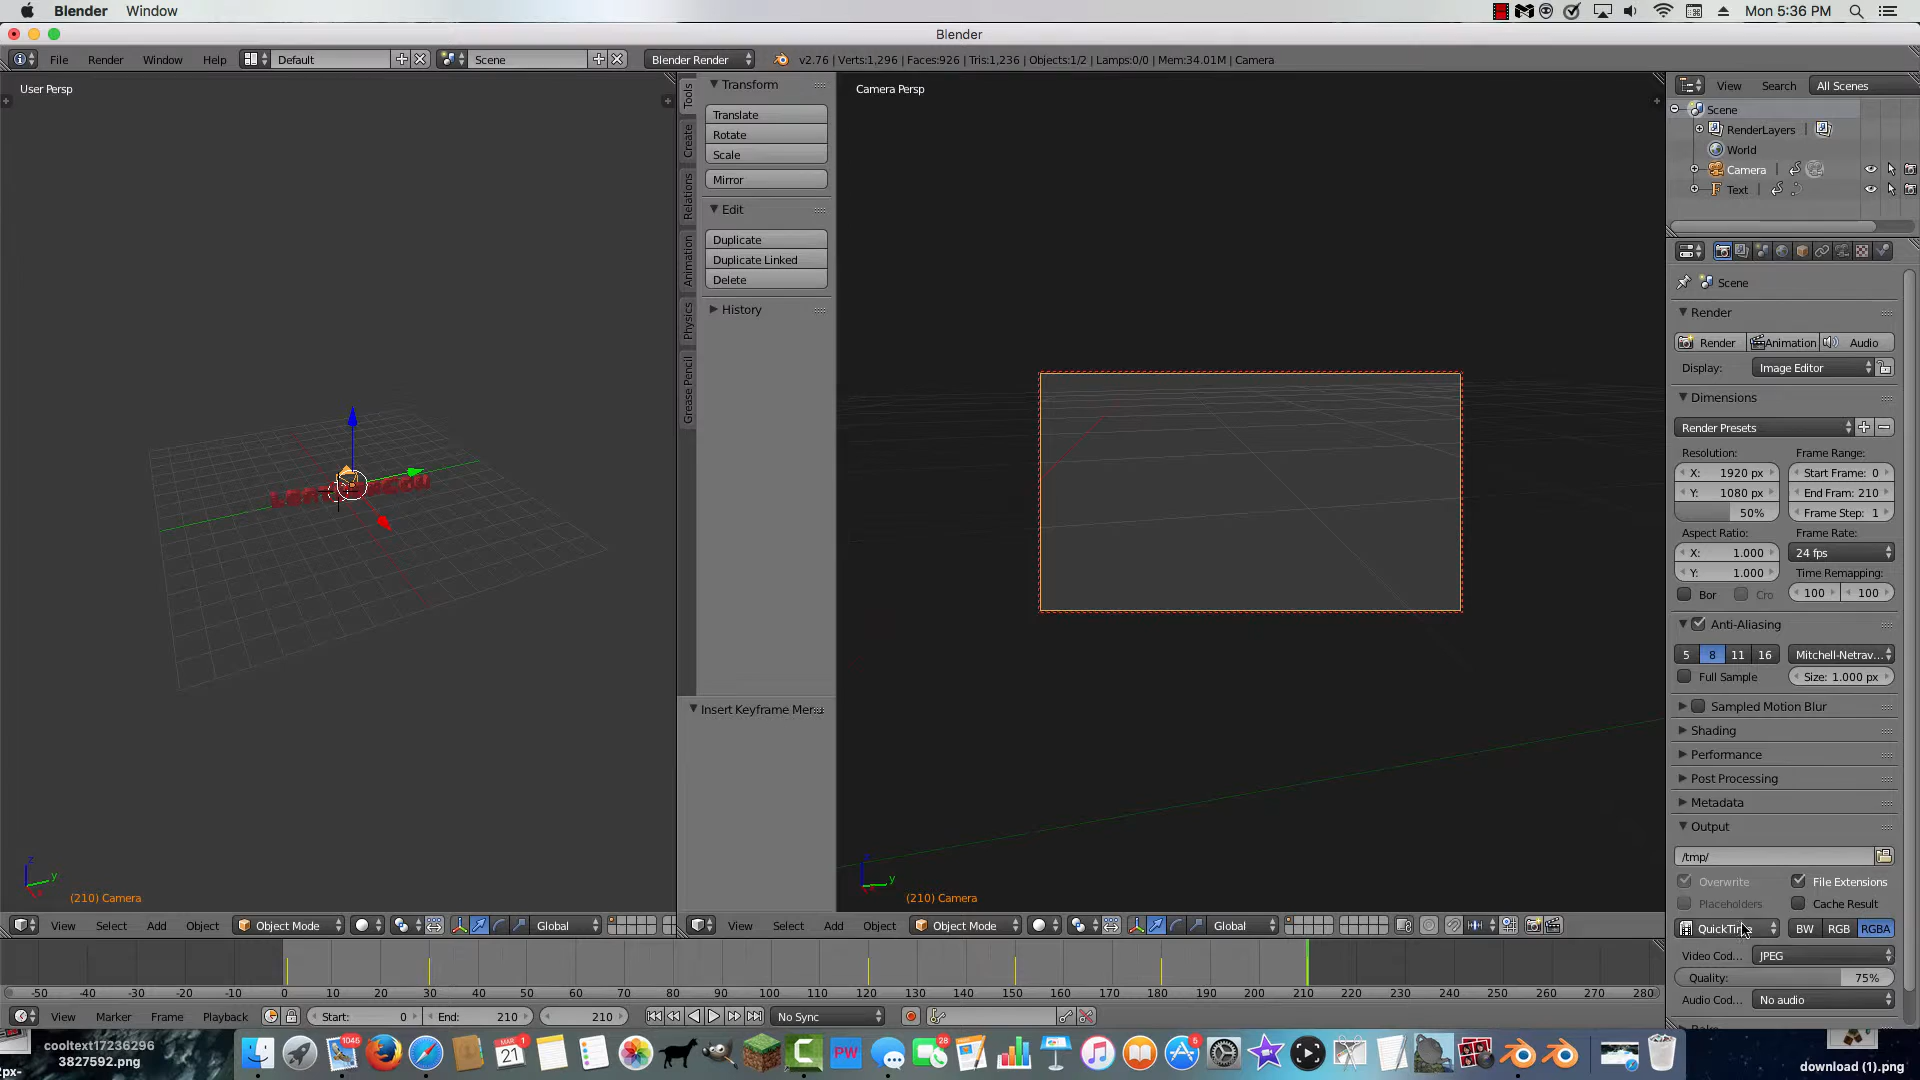 Blender Window Mon 5:36 PM
Blender
File Render Window Help Default Scene Blender Render v2.76 | Verts:1,296 | Faces:926 | Tris:1,236 | Objects:1/2 | Lamps:0/0 | Mem:34.01M | Camera
User Persp
Tools
Create
Relations
Animation
Physics
Grease Pencil
Transform
Translate
Rotate
Scale
Mirror
Edit
Duplicate
Duplicate Linked
Delete
History
Insert Keyframe Men
Camera Persp
View Search All Scenes
Scene
RenderLayers |
World
Camera |
Text |
Scene
Render
Render Animation Audio
Display: Image Editor
Dimensions
Render Presets
Resolution: Frame Range:
X: 1920 px Start Frame: 0
Y: 1080 px End Fram: 210
50% Frame Step: 1
Aspect Ratio: Frame Rate:
X: 1.000 24 fps
Y: 1.000 Time Remapping:
Bor Cro 100 100
Anti-Aliasing
5 8 11 16 Mitchell-Netrav...
Full Sample Size: 1.000 px
Sampled Motion Blur
Shading
Performance
Post Processing
Metadata
Output
/tmp/
Overwrite File Extensions
Placeholders Cache Result
QuickTime BW RGB RGBA
Video Cod... JPEG
Quality: 75%
Audio Cod... No audio
z
y
(210) Camera
z
y
(210) Camera
View Select Add Object Object Mode Global
View Select Add Object Object Mode Global
-50 -40 -30 -20 -10 0 10 20 30 40 50 60 70 80 90 100 110 120 130 140 150 160 170 180 190 200 210 220 230 240 250 260 270 280
View Marker Frame Playback Start: 0 End: 210 210 No Sync
cooltext17236296
3827592.png
2px-
1045
MAR
21
PW
28
5
download (1).png